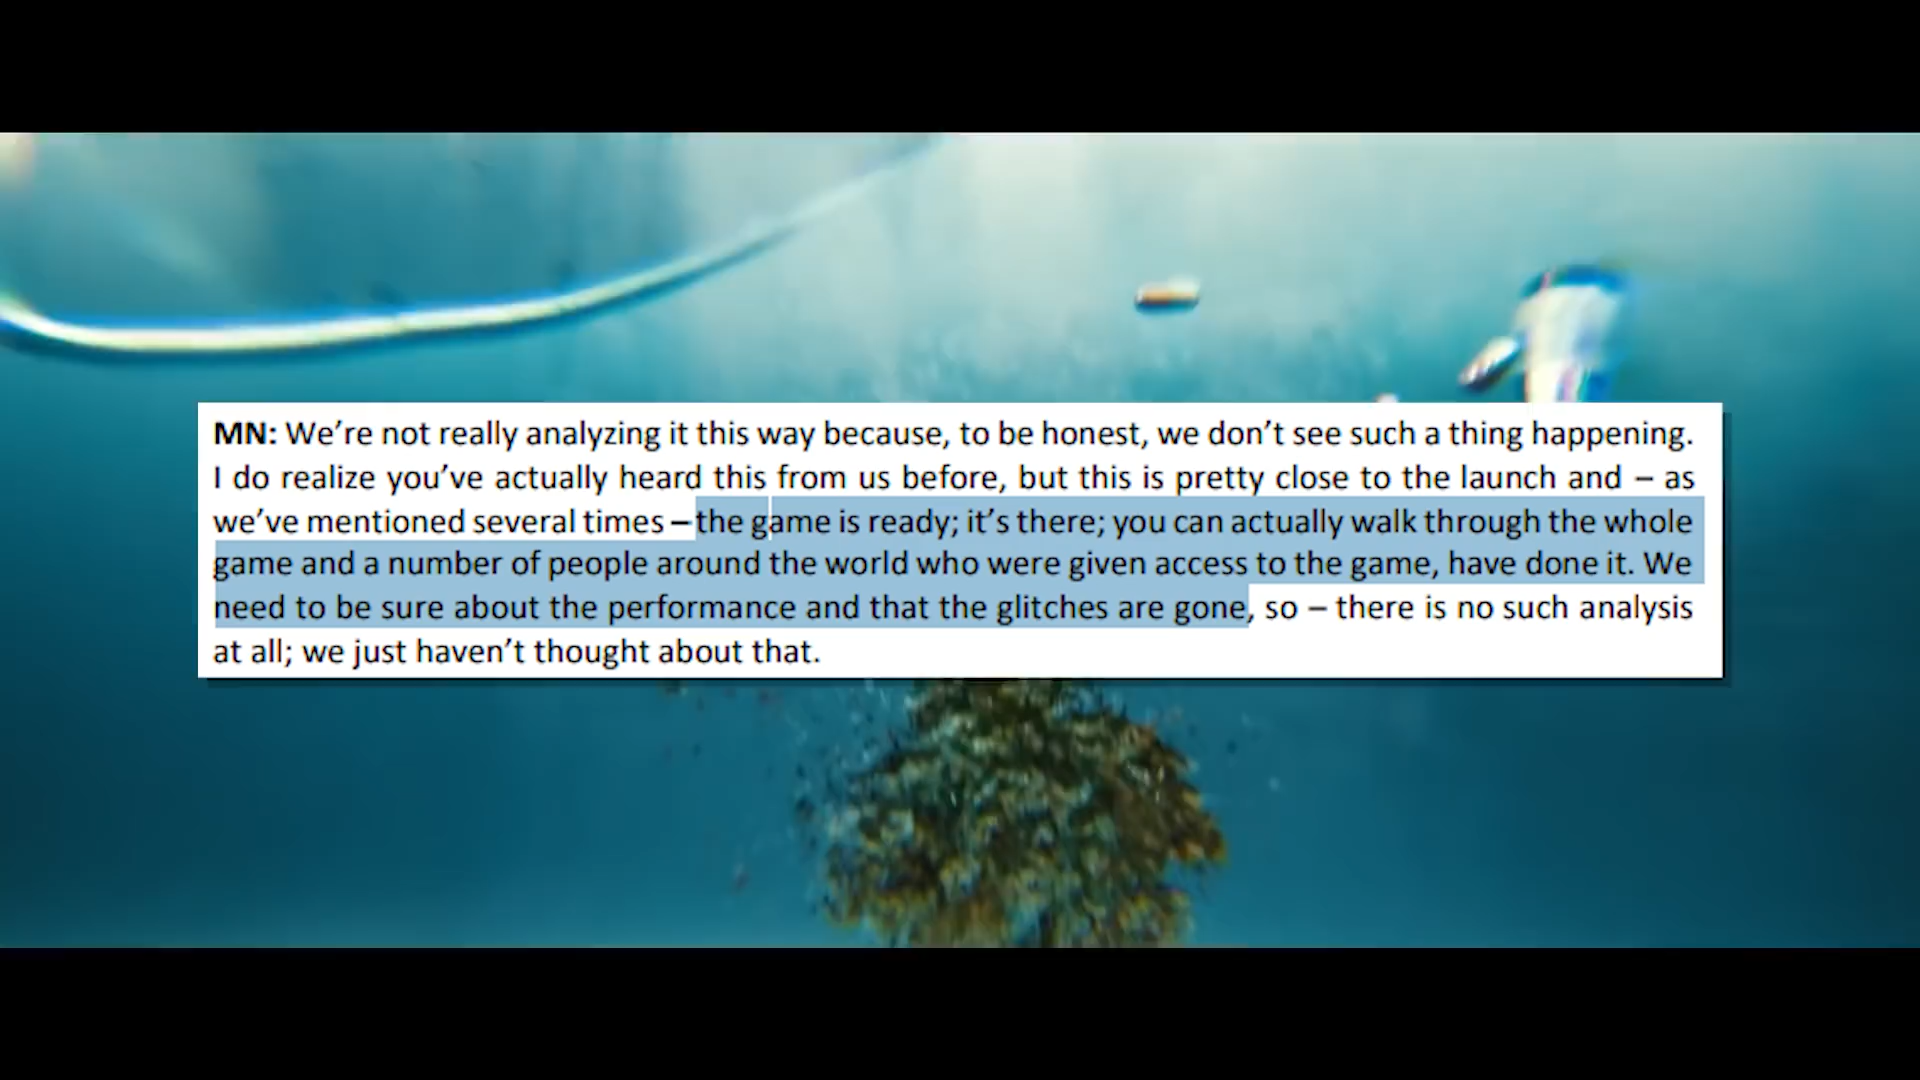 MN: We’re not really analyzing it this way because, to be honest, we don’t see such a thing happening.
I do realize you’ve actually heard this from us before, but this is pretty close to the launch and – as
we’ve mentioned several times – the game is ready; it’s there; you can actually walk through the whole
game and a number of people around the world who were given access to the game, have done it. We
need to be sure about the performance and that the glitches are gone, so – there is no such analysis
at all; we just haven’t thought about that.